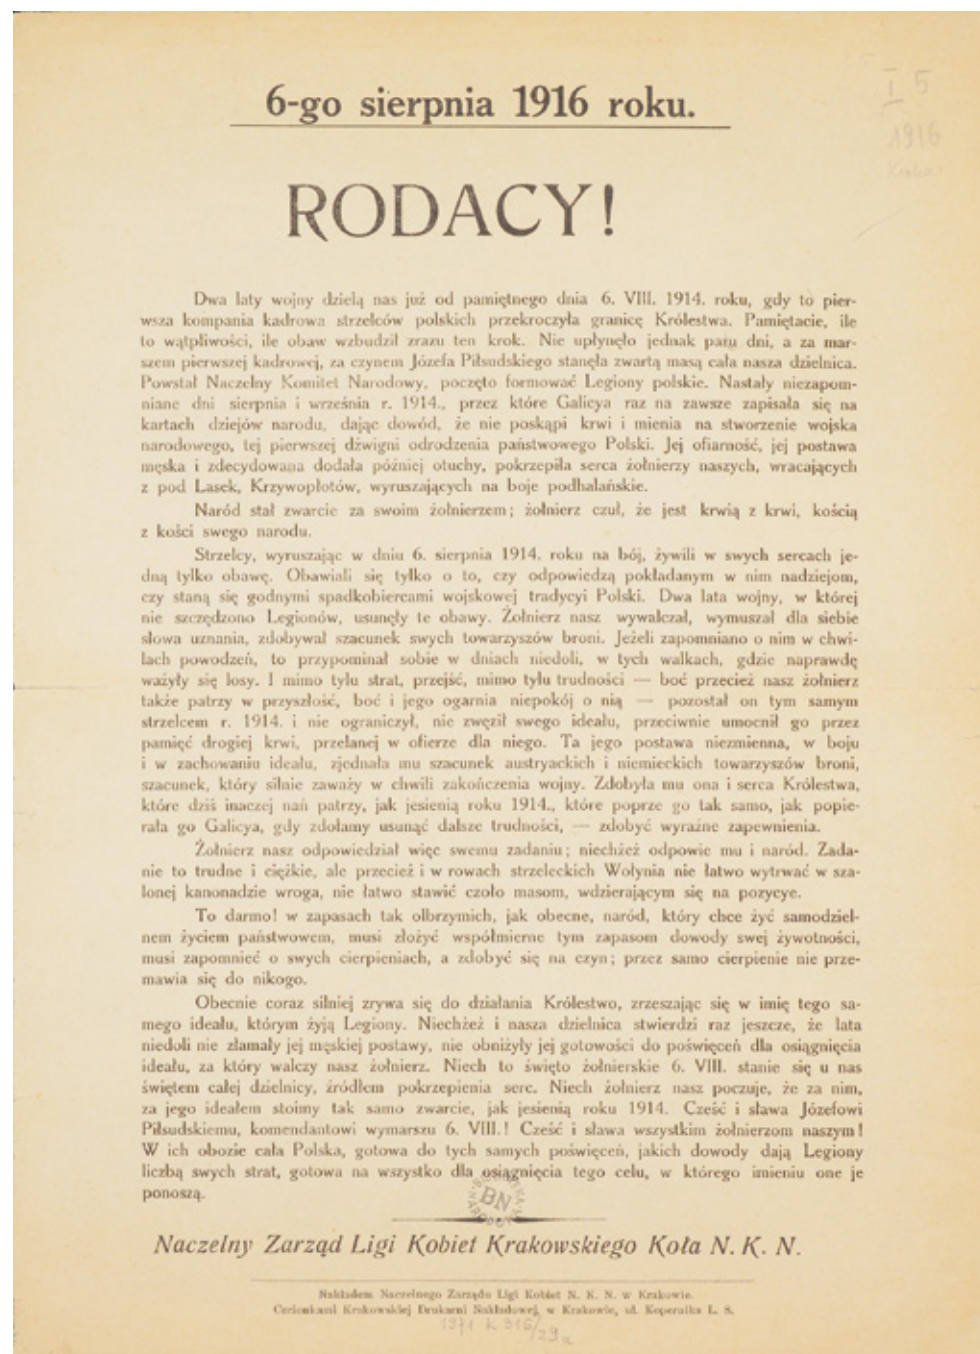 6-go sierpnia 1916 roku.
I 5
1916
RODACY!
Dwa laty wojny dzielą nas już od pamiętnego dnia 6. VIII. 1914. roku, gdy to pier-
wsza kompania kadrowa strzelców polskich przekroczyła granicę Królestwa. Pamiętacie, ile
to wątpliwości, ile obaw wzbudził zrazu ten krok. Nie upłynęło jednak paru dni, a za mar-
szem pierwszej kadrowej, za czynem Józefa Piłsudskiego stanęła zwartą masą cała nasza dzielnica.
Powstał Naczelny Komitet Narodowy, poczęto formować Legiony polskie. Nastały niezapom-
niane dni sierpnia i września r. 1914., przez które Galicya raz na zawsze zapisała się na
kartach dziejów narodu, dając dowód, że nie poskąpi krwi i mienia na stworzenie wojska
narodowego, tej pierwszej dźwigni odrodzenia państwowego Polski. Jej ofiarność, jej postawa
męska i zdecydowana dodała później otuchy, pokrzepiła serca żołnierzy naszych, wracających
z pod Lasek, Krzywopłotów, wyruszających na boje podhalańskie.
Naród stał zwarcie za swoim żołnierzem; żołnierz czuł, że jest krwią z krwi, kością
z kości swego narodu.
Strzelcy, wyruszając w dniu 6. sierpnia 1914. roku na bój, żywili w swych sercach je-
dną tylko obawę. Obawiali się tylko o to, czy odpowiedzą pokładanym w nim nadziejom,
czy staną się godnymi spadkobiercami wojskowej tradycyi Polski. Dwa lata wojny, w której
nie szczędzono Legionów, usunęły te obawy. Żołnierz nasz wywalczał, wymuszał dla siebie
słowa uznania, zdobywał szacunek swych towarzyszów broni. Jeżeli zapomniano o nim w chwi-
lach powodzeń, to przypominał sobie w dniach niedoli, w tych walkach, gdzie naprawdę
ważyły się losy. I mimo tylu strat, przejść, mimo tylu trudności — boć przecież nasz żołnierz
także patrzy w przyszłość, boć i jego ogarnia niepokój o nią — pozostał on tym samym
strzelcem r. 1914. i nie ograniczył, nie zwęził swego ideału, przeciwnie umocnił go przez
pamięć drogiej krwi, przelanej w ofierze dla niego. Ta jego postawa niezmienna, w boju
i w zachowaniu ideału, zjednała mu szacunek austryackich i niemieckich towarzyszów broni,
szacunek, który silnie zaważy w chwili zakończenia wojny. Zdobyła mu ona i serca Królestwa,
które dziś inaczej nań patrzy, jak jesienią roku 1914., które poprze go tak samo, jak popie-
rała go Galicya, gdy zdołamy usunąć dalsze trudności, — zdobyć wyraźne zapewnienia.
Żołnierz nasz odpowiedział więc swemu zadaniu; niechżeż odpowie mu i naród. Zada-
nie to trudne i ciężkie, ale przecież i w rowach strzeleckich Wołynia nie łatwo wytrwać w sza-
lonej kanonadzie wroga, nie łatwo stawić czoło masom, wdzierającym się na pozycye.
To darmo! w zapasach tak olbrzymich, jak obecne, naród, który chce żyć samodziel-
nem życiem państwowem, musi złożyć współmierne tym zapasom dowody swej żywotności,
musi zapomnieć o swych cierpieniach, a zdobyć się na czyn; przez samo cierpienie nie prze-
mawia się do nikogo.
Obecnie coraz silniej zrywa się do działania Królestwo, zrzeszając się w imię tego sa-
mego ideału, którym żyją Legiony. Niechżeż i nasza dzielnica stwierdzi raz jeszcze, że lata
niedoli nie złamały jej męskiej postawy, nie obniżyły jej gotowości do poświęceń dla osiągnięcia
ideału, za który walczy nasz żołnierz. Niech to święto żołnierskie 6. VIII. stanie się u nas
świętem całej dzielnicy, źródłem pokrzepienia serc. Niech żołnierz nasz poczuje, że za nim,
za jego ideałem stoimy tak samo zwarcie, jak jesienią roku 1914. Cześć i sława Józefowi
Piłsudskiemu, komendantowi wymarszu 6. VIII.! Cześć i sława wszystkim żołnierzom naszym!
W ich obozie cała Polska, gotowa do tych samych poświęceń, jakich dowody dają Legiony
liczbą swych strat, gotowa na wszystko dla osiągnięcia tego celu, w którego imieniu one je
ponoszą.
BN
Naczelny Zarząd Ligi Kobiet Krakowskiego Koła N. K. N.
Nakładem Naczelnego Zarządu Ligi Kobiet N. K. N. w Krakowie.
Czcionkami Krakowskiej Drukarni Nakładowej, w Krakowie, ul. Kopernika L. 8.
1971 K 316/29a